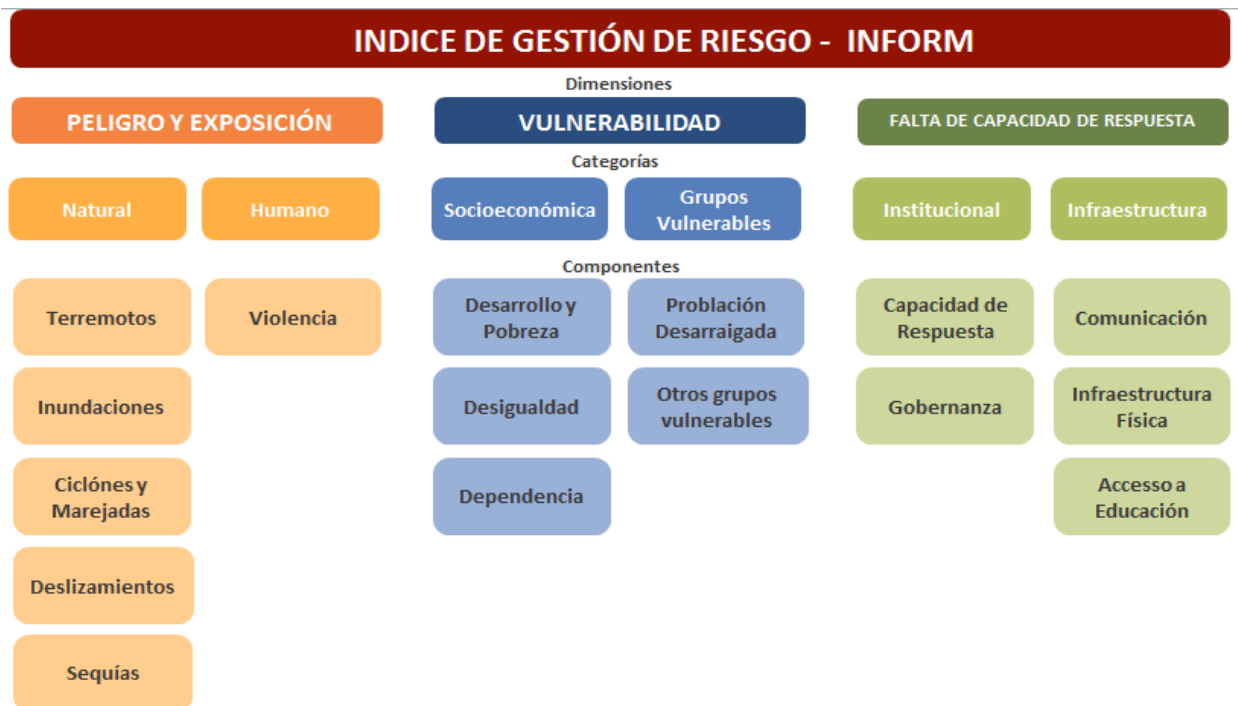 INDICE DE GESTIÓN DE RIESGO - INFORM
Dimensiones
PELIGRO Y EXPOSICIÓN
VULNERABILIDAD
FALTA DE CAPACIDAD DE RESPUESTA
Categorías
Natural
Humano
Socioeconómica
Grupos
Vulnerables
Institucional
Infraestructura
Componentes
Terremotos
Violencia
Desarrollo y
Pobreza
Problación
Desarraigada
Capacidad de
Respuesta
Comunicación
Inundaciones
Desigualdad
Otros grupos
vulnerables
Gobernanza
Infraestructura
Física
Ciclónes y
Marejadas
Dependencia
Accesso a
Educación
Deslizamientos
Sequías